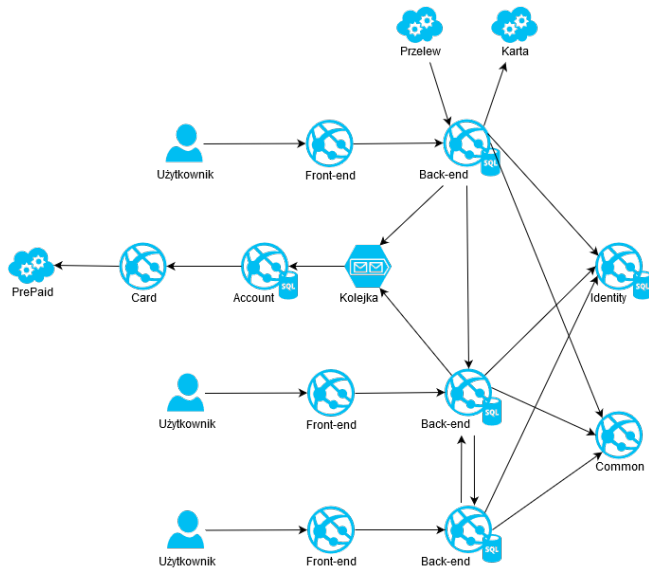 Przelew
Karta
SQL
Użytkownik
Front-end
Back-end
PrePaid
Card
Account
SQL
Kolejka
Identity
SQL
Użytkownik
Front-end
Back-end
SQL
Common
Użytkownik
Front-end
Back-end
SQL